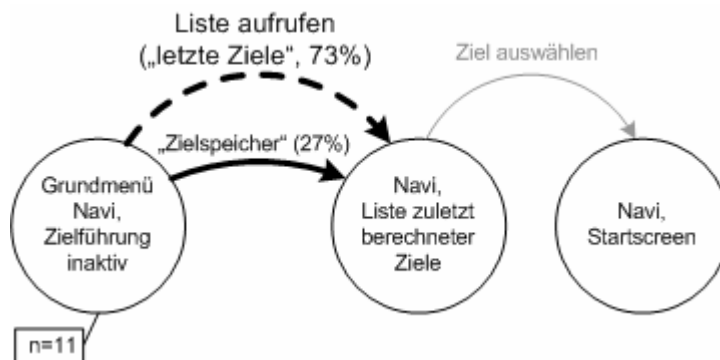 Liste aufrufen
(„letzte Ziele“, 73%)
Ziel auswählen
„Zielspeicher“ (27%)
Grundmenü
Navi,
Zielführung
inaktiv
Navi,
Liste zuletzt
berechneter
Ziele
Navi,
Startscreen
n=11